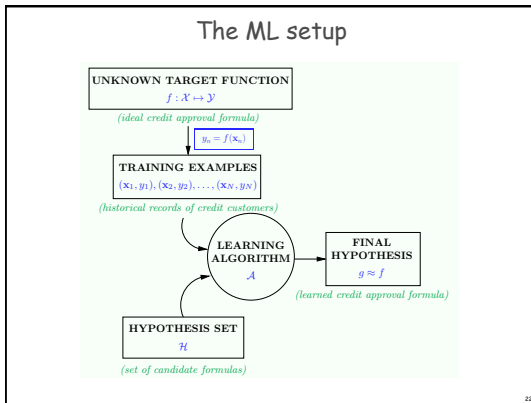 The ML setup
UNKNOWN TARGET FUNCTION
f : 𝒳 ↦ 𝒴
(ideal credit approval formula)
yₙ = f(𝐱ₙ)
TRAINING EXAMPLES
(𝐱₁, y₁), (𝐱₂, y₂), . . . , (𝐱_N, y_N)
(historical records of credit customers)
LEARNING
ALGORITHM
𝒜
FINAL
HYPOTHESIS
g ≈ f
(learned credit approval formula)
HYPOTHESIS SET
ℋ
(set of candidate formulas)